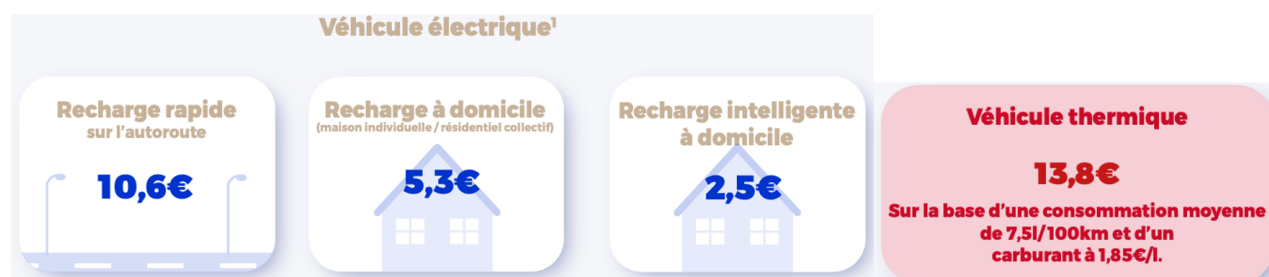 Véhicule électrique¹
Recharge rapide
sur l'autoroute
10,6€
Recharge à domicile
(maison individuelle / résidentiel collectif)
5,3€
Recharge intelligente
à domicile
2,5€
Véhicule thermique
13,8€
Sur la base d'une consommation moyenne
de 7,5l/100km et d'un
carburant à 1,85€/l.